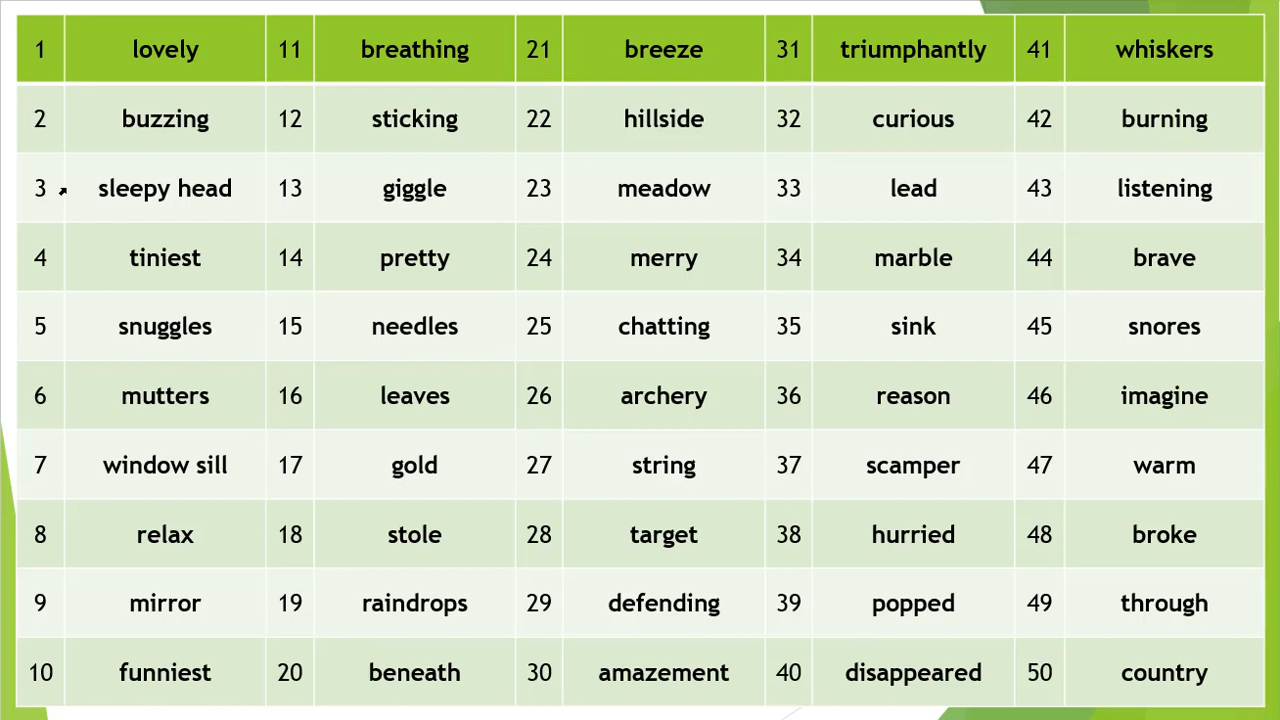 1 lovely 11 breathing 21 breeze 31 triumphantly 41 whiskers
2 buzzing 12 sticking 22 hillside 32 curious 42 burning
3 sleepy head 13 giggle 23 meadow 33 lead 43 listening
4 tiniest 14 pretty 24 merry 34 marble 44 brave
5 snuggles 15 needles 25 chatting 35 sink 45 snores
6 mutters 16 leaves 26 archery 36 reason 46 imagine
7 window sill 17 gold 27 string 37 scamper 47 warm
8 relax 18 stole 28 target 38 hurried 48 broke
9 mirror 19 raindrops 29 defending 39 popped 49 through
10 funniest 20 beneath 30 amazement 40 disappeared 50 country